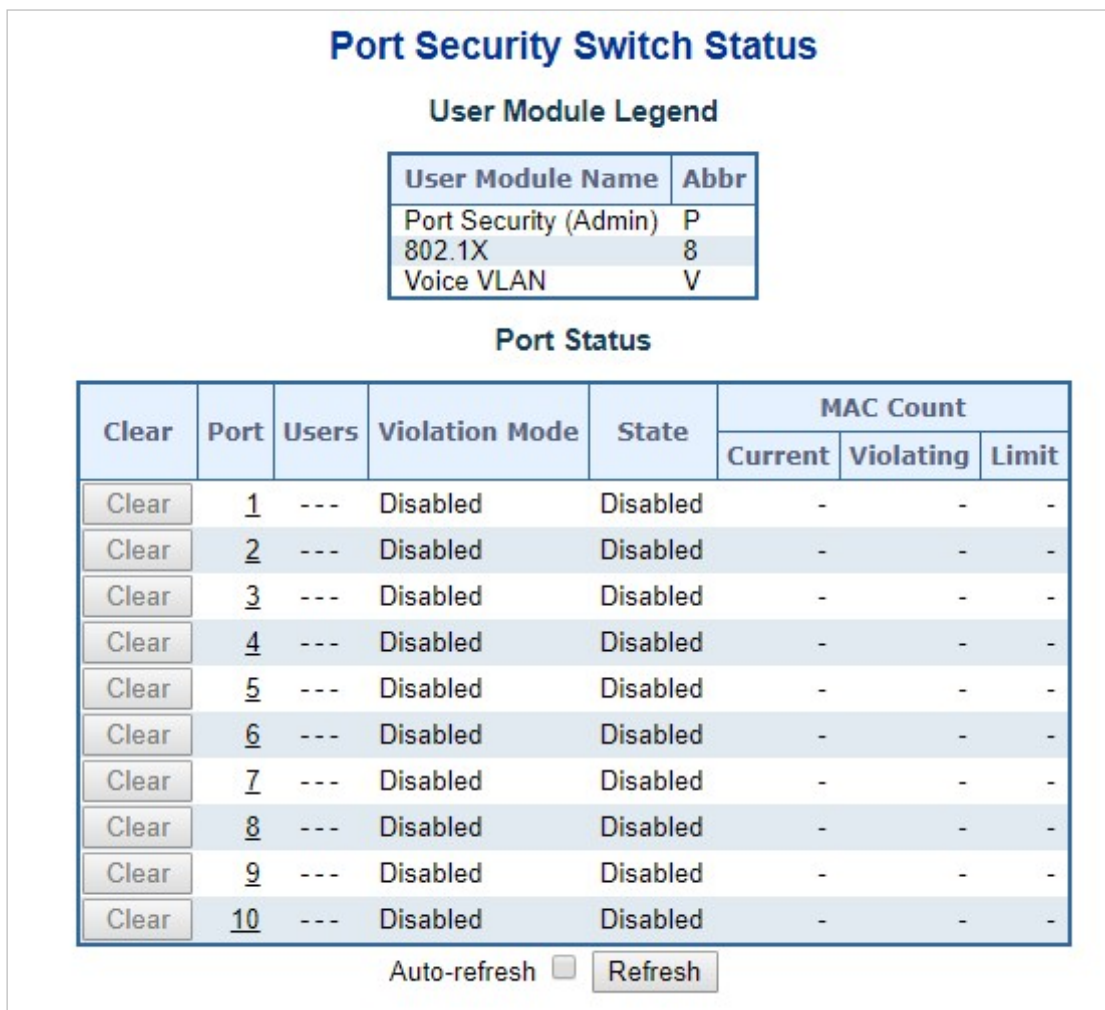 Port Security Switch Status
User Module Legend
User Module Name Abbr
Port Security (Admin) P
802.1X 8
Voice VLAN V
Port Status
Clear Port Users Violation Mode State MAC Count
Current Violating Limit
Clear 1 --- Disabled Disabled - - -
Clear 2 --- Disabled Disabled - - -
Clear 3 --- Disabled Disabled - - -
Clear 4 --- Disabled Disabled - - -
Clear 5 --- Disabled Disabled - - -
Clear 6 --- Disabled Disabled - - -
Clear 7 --- Disabled Disabled - - -
Clear 8 --- Disabled Disabled - - -
Clear 9 --- Disabled Disabled - - -
Clear 10 --- Disabled Disabled - - -
Auto-refresh Refresh